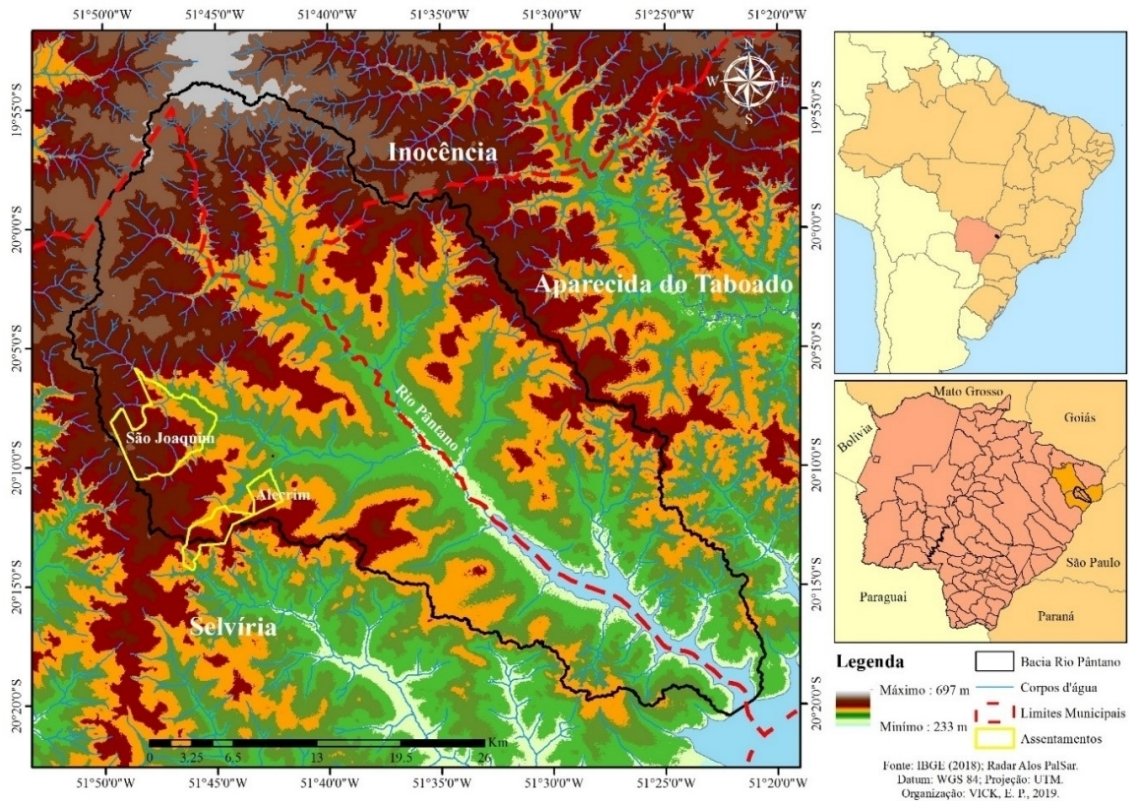 51°50'0"W 51°45'0"W 51°40'0"W 51°35'0"W 51°30'0"W 51°25'0"W 51°20'0"W
N
W E
S
19°55'0"S 19°55'0"S
Inocência
20°0'0"S 20°0'0"S
Aparecida do Taboado
20°5'0"S 20°5'0"S
Rio Pântano
São Joaquim
20°10'0"S 20°10'0"S
Alecrim
20°15'0"S 20°15'0"S
Selvíria
20°20'0"S 20°20'0"S
Km
0 3.25 6.5 13 19.5 26
51°50'0"W 51°45'0"W 51°40'0"W 51°35'0"W 51°30'0"W 51°25'0"W 51°20'0"W
Mato Grosso
Goiás
Bolívia
São Paulo
Paraguai
Paraná
Legenda
Máximo : 697 m
Mínimo : 233 m
Bacia Rio Pântano
Corpos d'água
Limites Municipais
Assentamentos
Fonte: IBGE (2018); Radar Alos PalSar.
Datum: WGS 84; Projeção: UTM.
Organização: VICK, E. P., 2019.